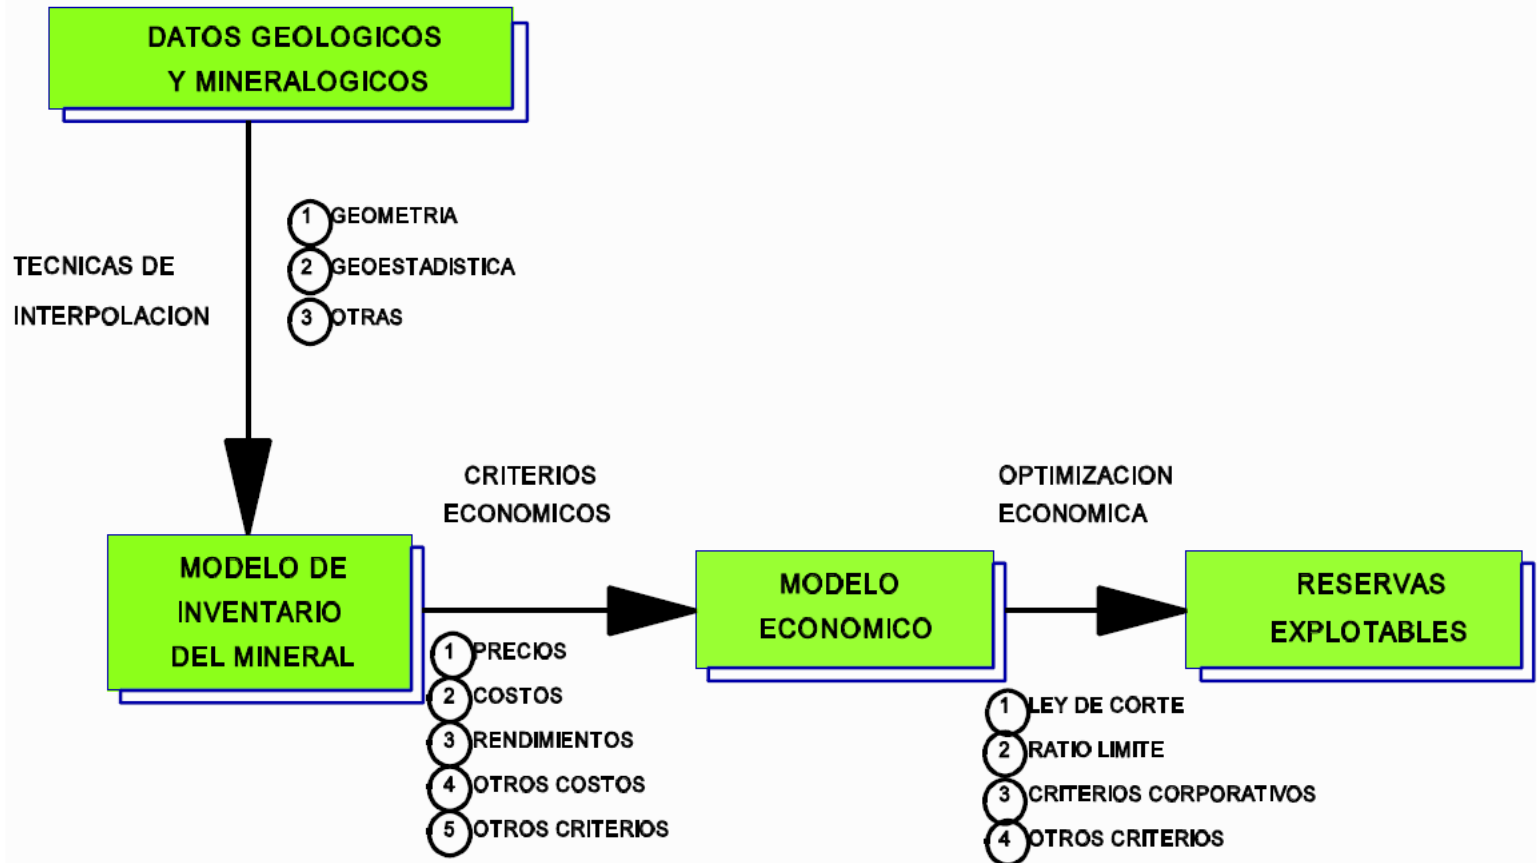 DATOS GEOLOGICOS
Y MINERALOGICOS
1 GEOMETRIA
TECNICAS DE
2 GEOESTADISTICA
INTERPOLACION
3 OTRAS
CRITERIOS
ECONOMICOS
OPTIMIZACION
ECONOMICA
MODELO DE
INVENTARIO
DEL MINERAL
MODELO
ECONOMICO
RESERVAS
EXPLOTABLES
1 PRECIOS
2 COSTOS
3 RENDIMIENTOS
4 OTROS COSTOS
5 OTROS CRITERIOS
1 LEY DE CORTE
2 RATIO LIMITE
3 CRITERIOS CORPORATIVOS
4 OTROS CRITERIOS